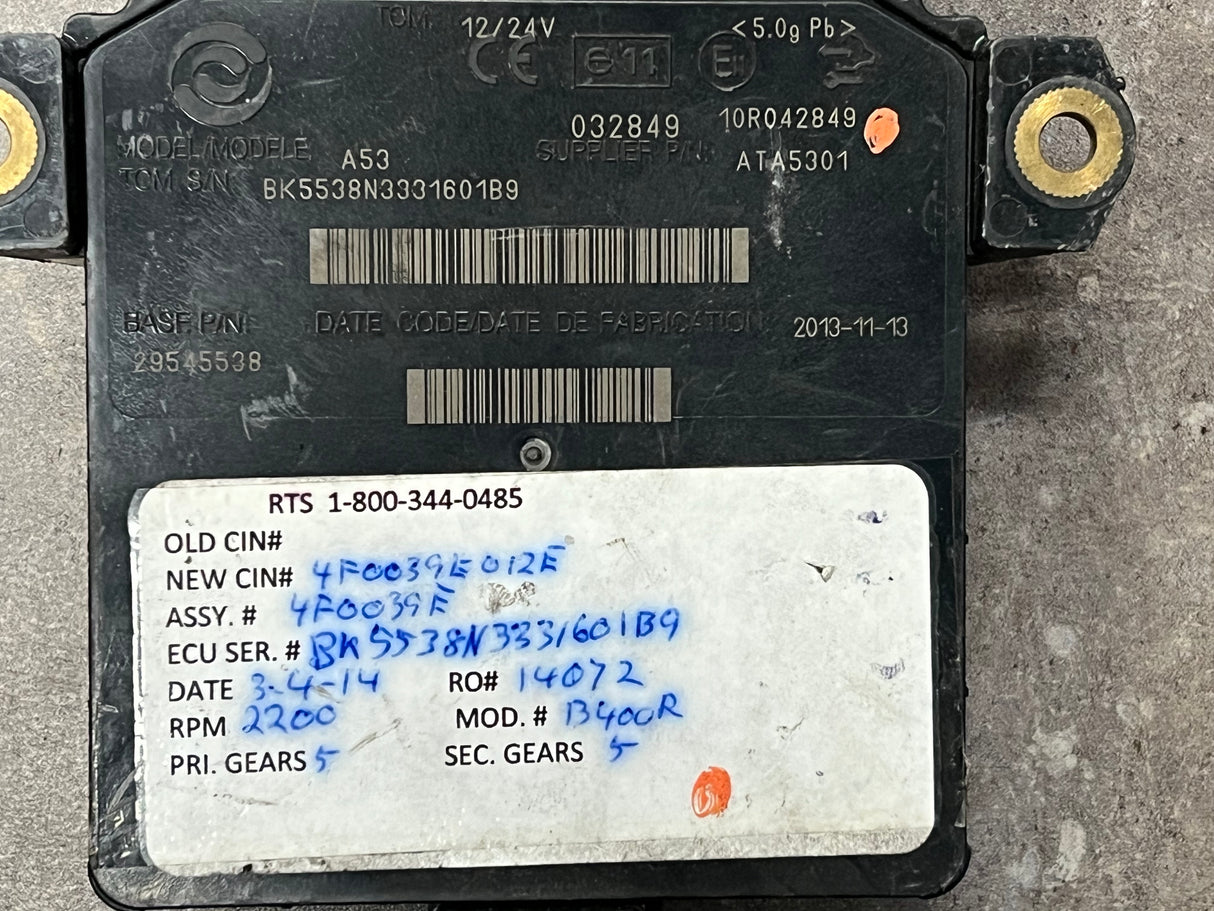 TCM 12/24V <5.0g Pb>
CE e11 E11
032849 10R042849
MODEL/MODELE A53 SUPPLIER P/N: ATA5301
TCM S/N: BK5538N3331601B9
BASE P/N: DATE CODE/DATE DE FABRICATION 2013-11-13
29545538
RTS 1-800-344-0485
OLD CIN#
NEW CIN# 4F0039E012E
ASSY. # 4F0039E
ECU SER. # BK5538N3331601B9
DATE 3-4-14 RO# 14072
RPM 2200 MOD. # B400R
PRI. GEARS 5 SEC. GEARS 5